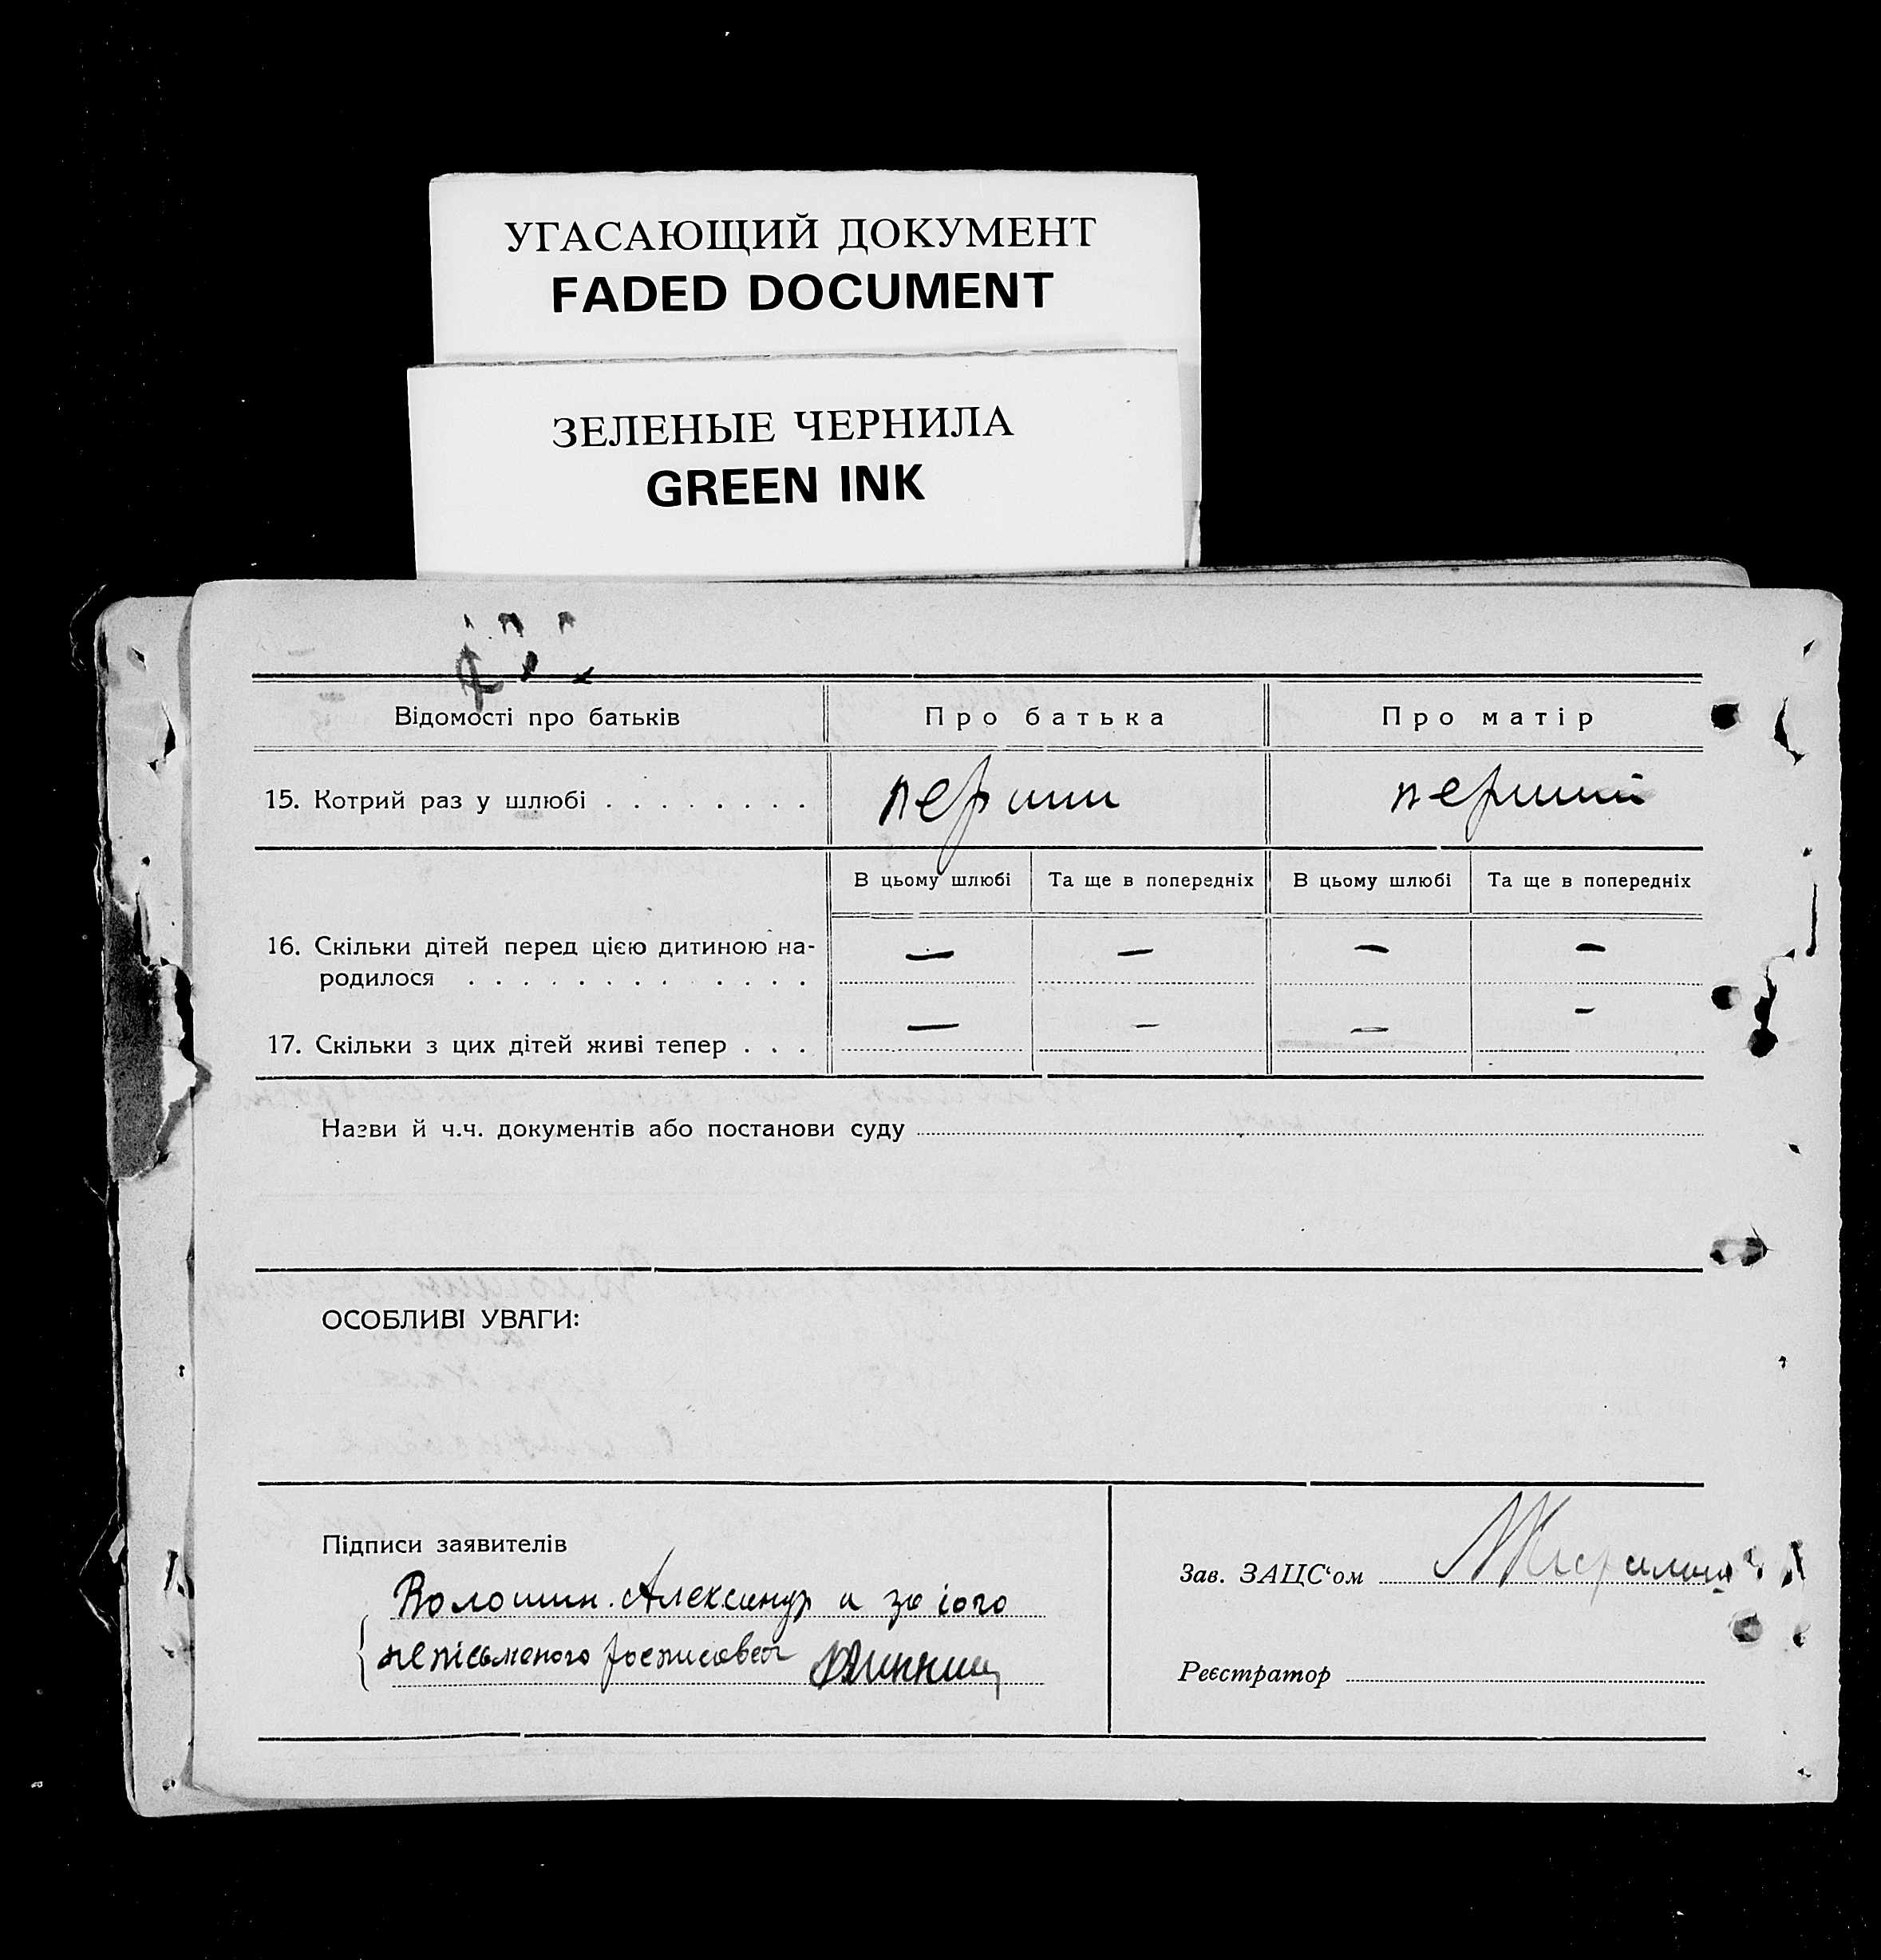 УГАСАЮЩИЙ ДОКУМЕНТ
FADED DOCUMENT
ЗЕЛЕНЫЕ ЧЕРНИЛА
GREEN INK
Відомості про батьків Про батька Про матір
15. Котрий раз у шлюбі . . . . . . . . перший перший
В цьому шлюбі Та ще в попередніх В цьому шлюбі Та ще в попередніх
16. Скільки дітей перед цією дитиною на- — — — —
родилося . . . . . . . . . . . . .
17. Скільки з цих дітей живі тепер . . . — — — —
Назви й ч.ч. документів або постанови суду
ОСОБЛИВІ УВАГИ:
Підписи заявителів
Волошин Александр и за його
неписьменого росписався
Зав. ЗАЦС‘ом
Реєстратор